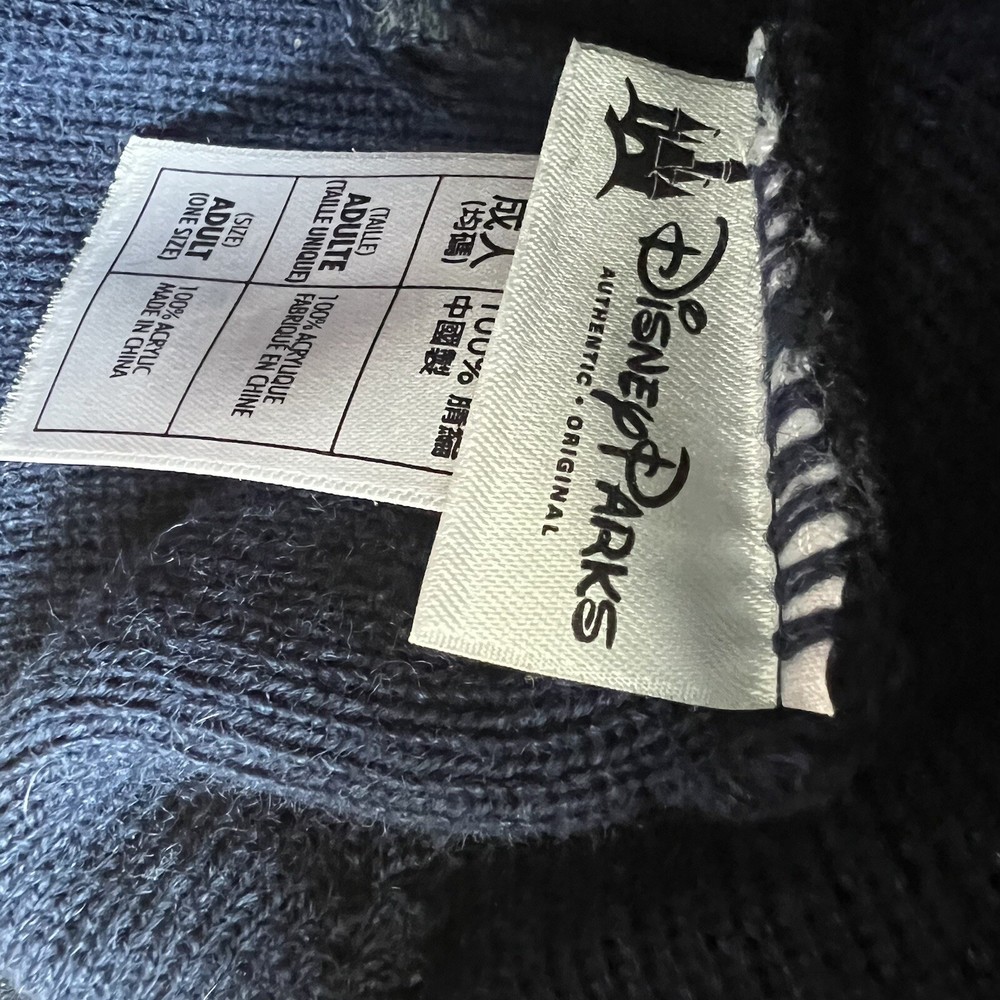 Disney PARKS
AUTHENTIC • ORIGINAL
(SIZE)
ADULT
(ONE SIZE)
100% ACRYLIC
MADE IN CHINA
(TAILLE)
ADULTE
(TAILLE UNIQUE)
100% ACRYLIQUE
FABRIQUÉ EN CHINE
成人
(均碼)
100% 腈綸
中國製